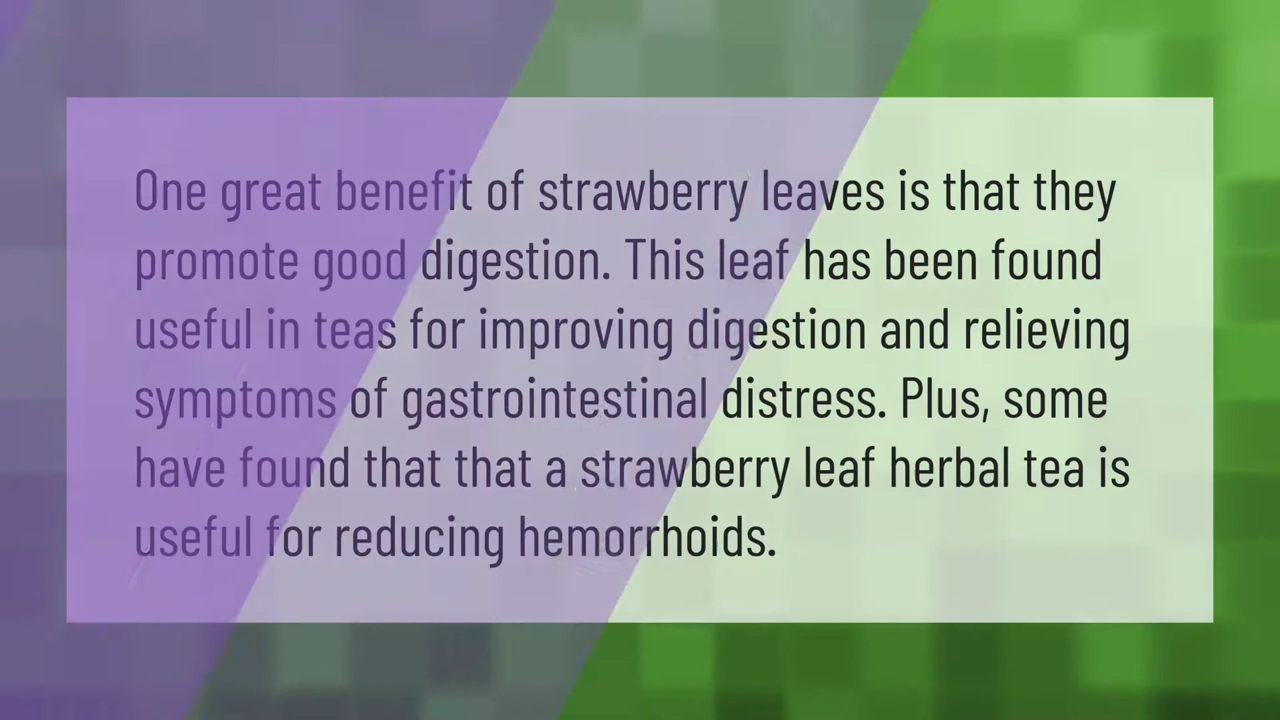 One great benefit of strawberry leaves is that they
promote good digestion. This leaf has been found
useful in teas for improving digestion and relieving
symptoms of gastrointestinal distress. Plus, some
have found that that a strawberry leaf herbal tea is
useful for reducing hemorrhoids.